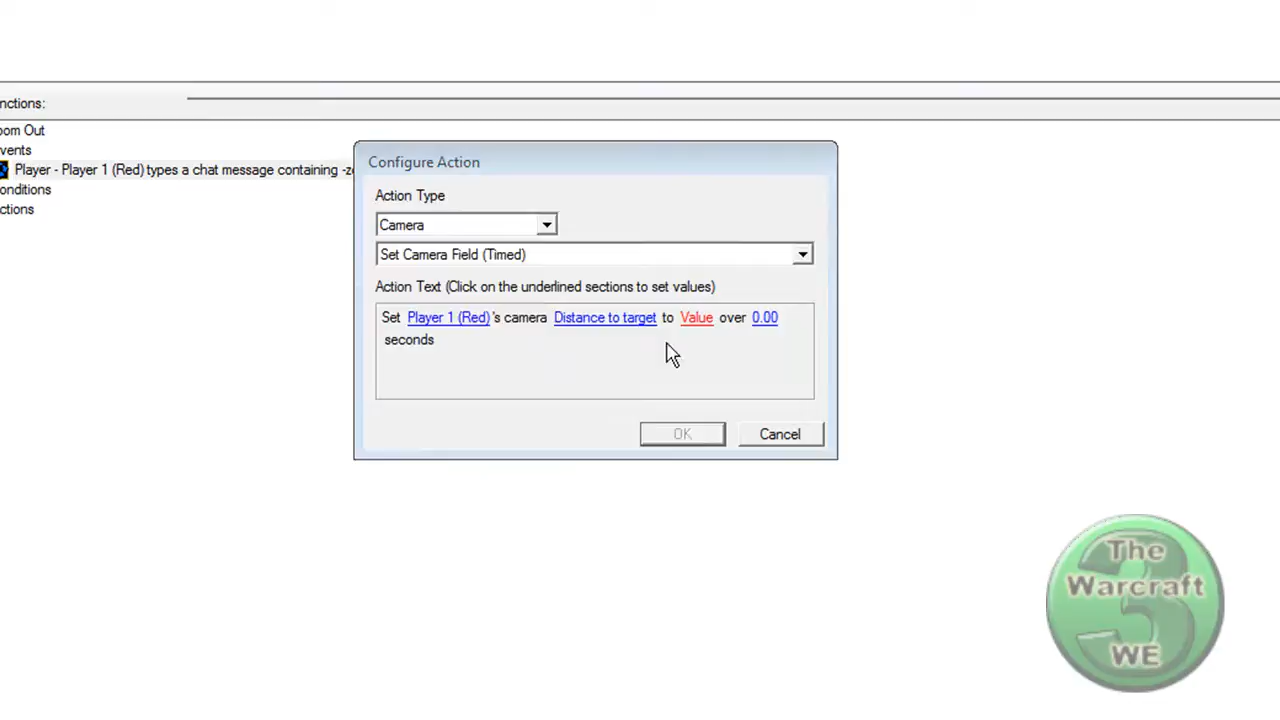 nctions:
oom Out
vents
Player - Player 1 (Red) types a chat message containing -z
onditions
ctions
Configure Action
Action Type
Camera
Set Camera Field (Timed)
Action Text (Click on the underlined sections to set values)
Set Player 1 (Red)'s camera Distance to target to Value over 0.00
seconds
OK
Cancel
The
Warcraft
3
WE